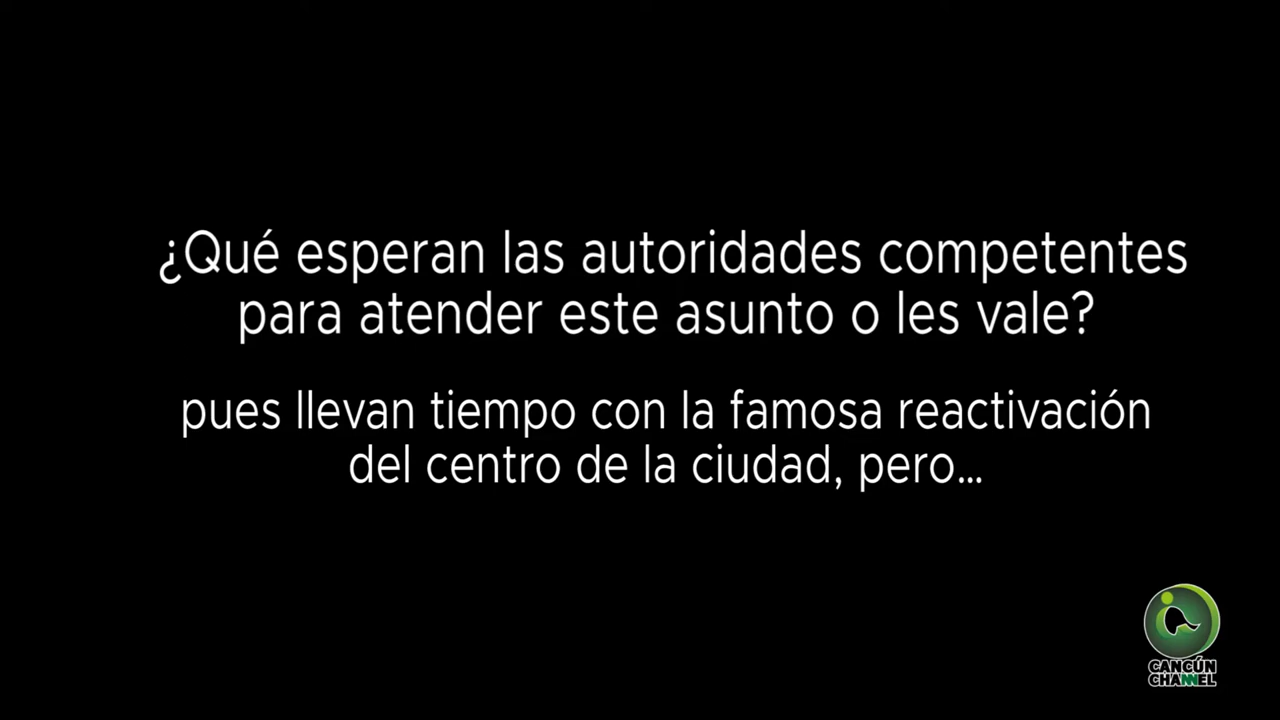 ¿Qué esperan las autoridades competentes
para atender este asunto o les vale?
pues llevan tiempo con la famosa reactivación
del centro de la ciudad, pero...
CANCÚN
CHANNEL